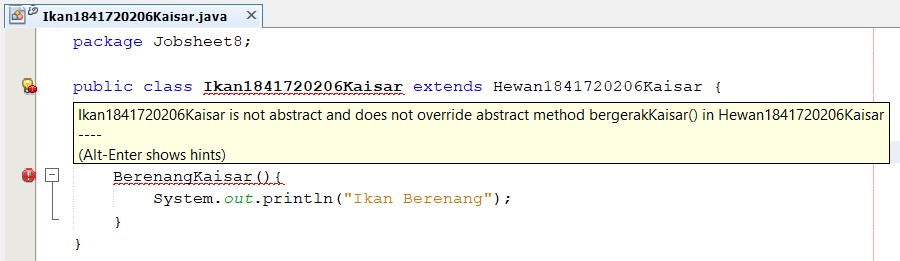 Ikan1841720206Kaisar.java
package Jobsheet8;
public class Ikan1841720206Kaisar extends Hewan1841720206Kaisar {
Ikan1841720206Kaisar is not abstract and does not override abstract method bergerakKaisar() in Hewan1841720206Kaisar
----
(Alt-Enter shows hints)
BerenangKaisar(){
System.out.println("Ikan Berenang");
}
}